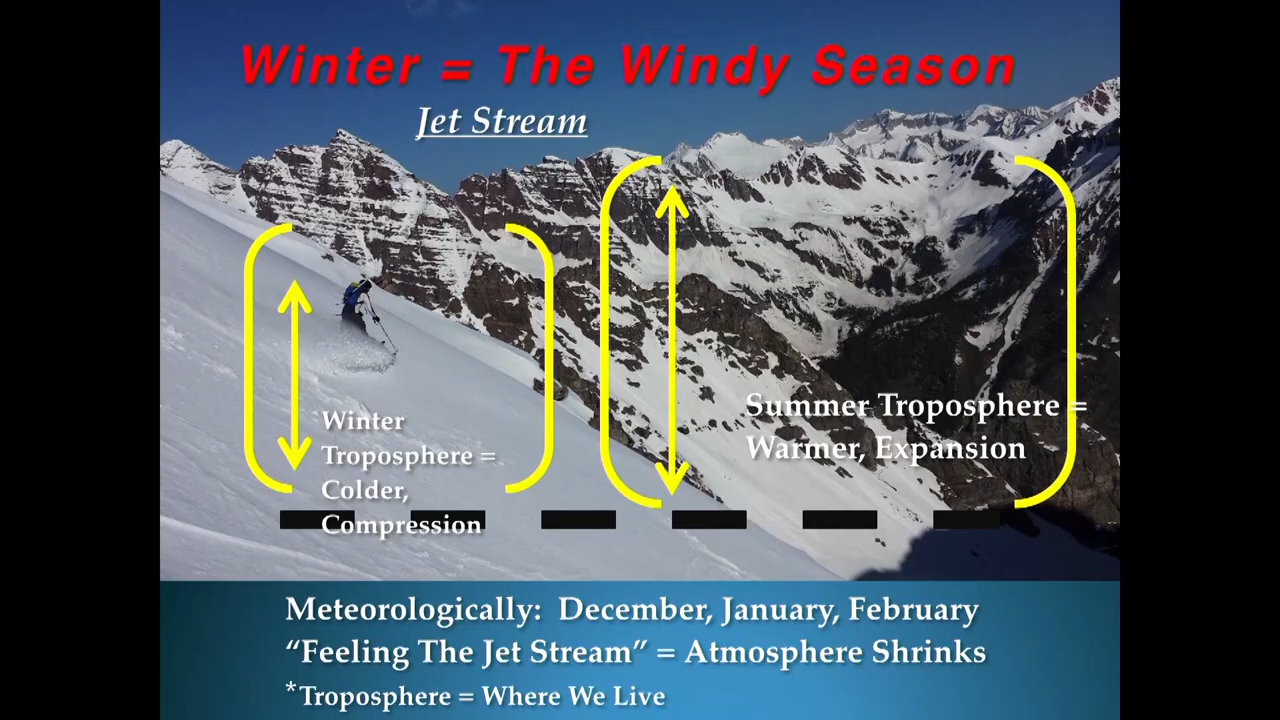 Winter = The Windy Season
Jet Stream
Winter
Troposphere =
Colder,
Compression
Summer Troposphere =
Warmer, Expansion
Meteorologically:  December, January, February
“Feeling The Jet Stream” = Atmosphere Shrinks
*Troposphere = Where We Live